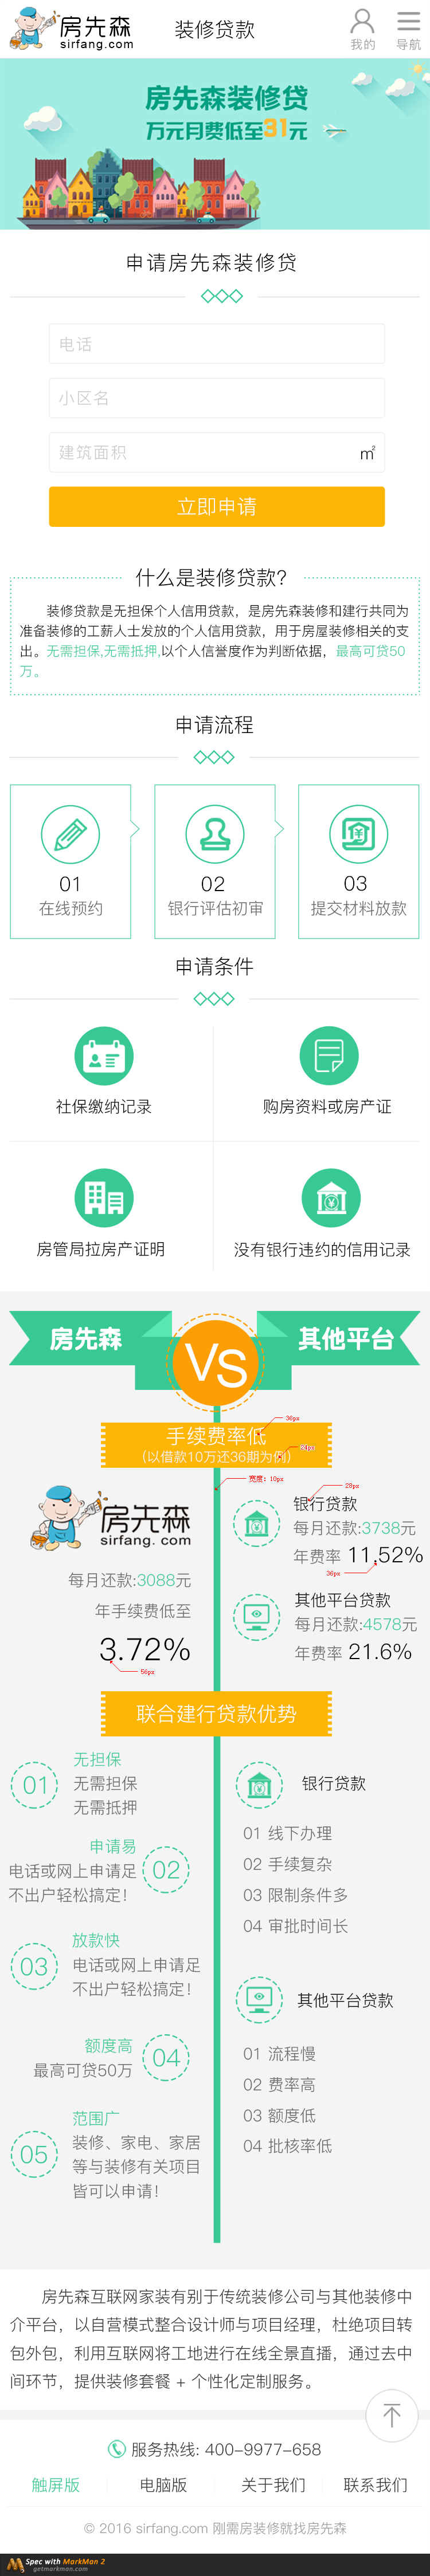 房先森
sirfang.com
装修贷款
我的
导航
房先森装修贷
万元月费低至31元
申请房先森装修贷
电话
小区名
建筑面积
m²
立即申请
什么是装修贷款?
装修贷款是无担保个人信用贷款，是房先森装修和建行共同为
准备装修的工薪人士发放的个人信用贷款，用于房屋装修相关的支
出。无需担保,无需抵押,以个人信誉度作为判断依据，最高可贷50
万。
申请流程
01
在线预约
02
银行评估初审
03
提交材料放款
申请条件
社保缴纳记录
购房资料或房产证
房管局拉房产证明
没有银行违约的信用记录
房先森
VS
其他平台
36px
手续费率低
(以借款10万还36期为例)
24px
宽度：10px
房先森
sirfang.com
每月还款:3088元
年手续费低至
3.72%
56px
28px
银行贷款
每月还款:3738元
年费率 11.52%
36px
其他平台贷款
每月还款:4578元
年费率 21.6%
联合建行贷款优势
01
无担保
无需担保
无需抵押
申请易
电话或网上申请足
不出户轻松搞定！
02
03
放款快
电话或网上申请足
不出户轻松搞定！
额度高
最高可贷50万
04
05
范围广
装修、家电、家居
等与装修有关项目
皆可以申请！
银行贷款
01 线下办理
02 手续复杂
03 限制条件多
04 审批时间长
其他平台贷款
01 流程慢
02 费率高
03 额度低
04 批核率低
房先森互联网家装有别于传统装修公司与其他装修中
介平台，以自营模式整合设计师与项目经理，杜绝项目转
包外包，利用互联网将工地进行在线全景直播，通过去中
间环节，提供装修套餐 + 个性化定制服务。
服务热线: 400-9977-658
触屏版
电脑版
关于我们
联系我们
© 2016 sirfang.com 刚需房装修就找房先森
Spec with MarkMan 2
getmarkman.com